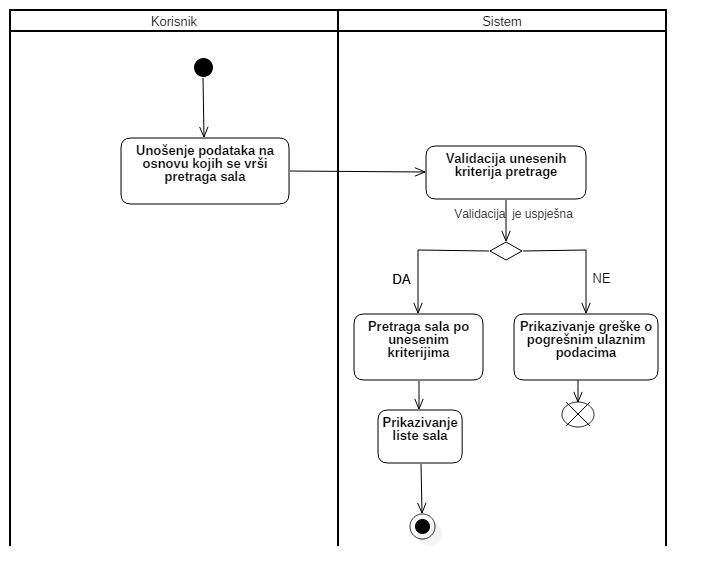 Korisnik
Sistem
Unošenje podataka na
osnovu kojih se vrši
pretraga sala
Validacija unesenih
kriterija pretrage
Validacija je uspješna
DA
NE
Pretraga sala po
unesenim
kriterijima
Prikazivanje greške o
pogrešnim ulaznim
podacima
Prikazivanje
liste sala